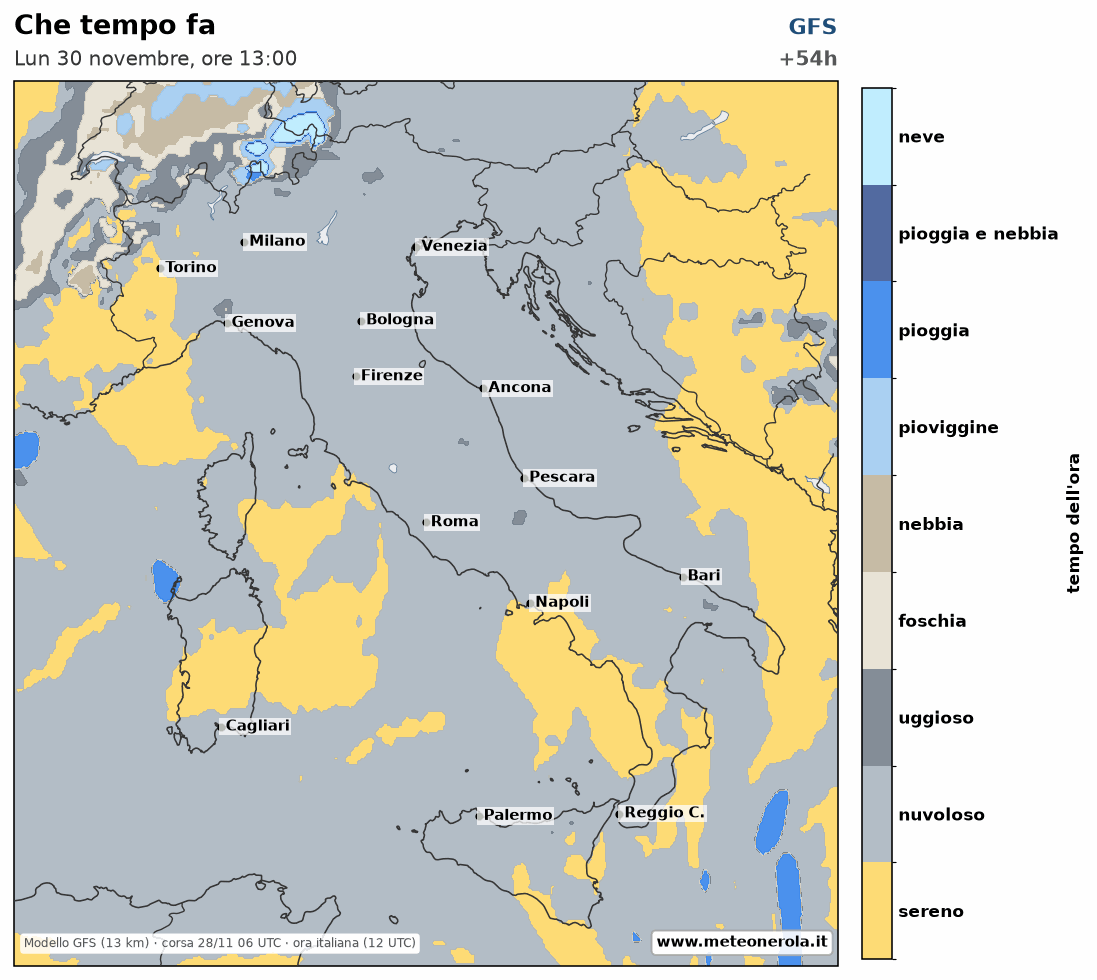 Che tempo fa
GFS
Lun 30 novembre, ore 13:00
+54h
neve
pioggia e nebbia
pioggia
pioviggine
nebbia
foschia
uggioso
nuvoloso
sereno
tempo dell'ora
Milano
Venezia
Torino
Genova
Bologna
Firenze
Ancona
Pescara
Roma
Bari
Napoli
Cagliari
Palermo
Reggio C.
Modello GFS (13 km) · corsa 28/11 06 UTC · ora italiana (12 UTC)
www.meteonerola.it